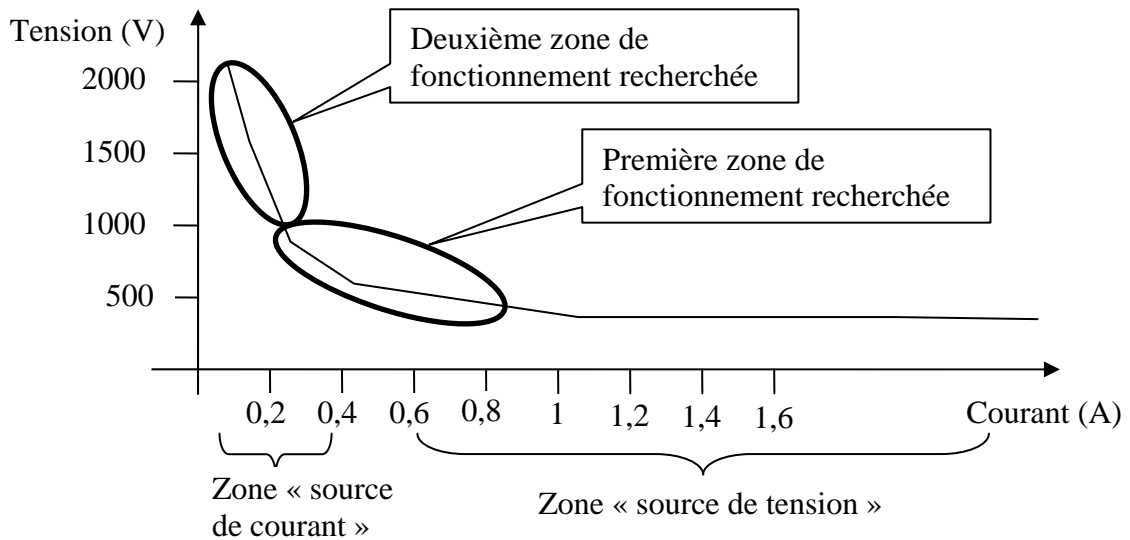 Tension (V)
Deuxième zone de
fonctionnement recherchée
2000
1500
Première zone de
fonctionnement recherchée
1000
500
0,2
0,4
0,6
0,8
1
1,2
1,4
1,6
Courant (A)
Zone « source
de courant »
Zone « source de tension »